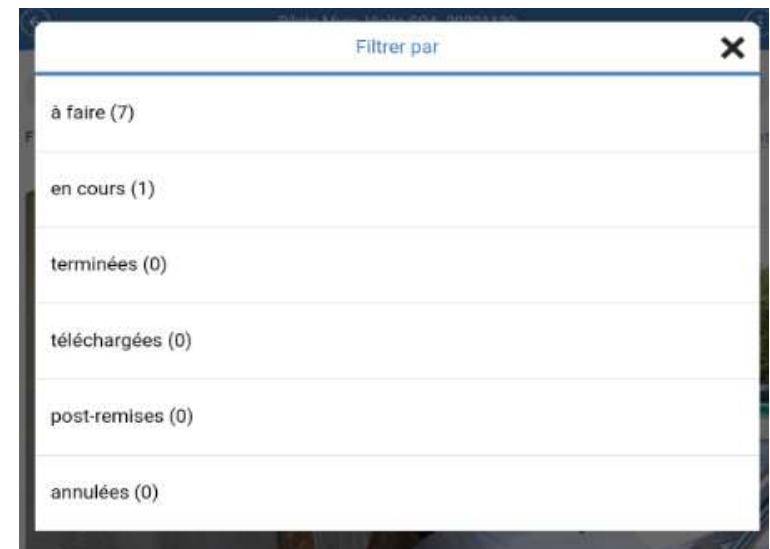 Filtrer par
à faire (7)
en cours (1)
terminées (0)
téléchargées (0)
post-remises (0)
annulées (0)